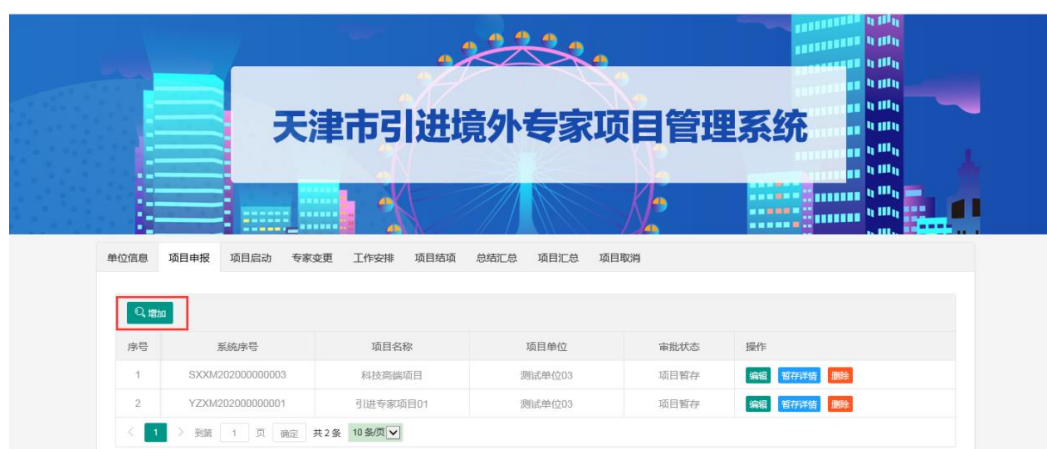 天津市引进境外专家项目管理系统
单位信息 项目申报 项目启动 专家变更 工作安排 项目结项 总结汇总 项目汇总 项目取消
增加
序号 系统序号 项目名称 项目单位 审批状态 操作
1 SXXM202000000003 科技高端项目 测试单位03 项目暂存 编辑 暂存详情 删除
2 YZXM202000000001 引进专家项目01 测试单位03 项目暂存 编辑 暂存详情 删除
< 1 > 到第 1 页 确定 共 2 条 10 条/页